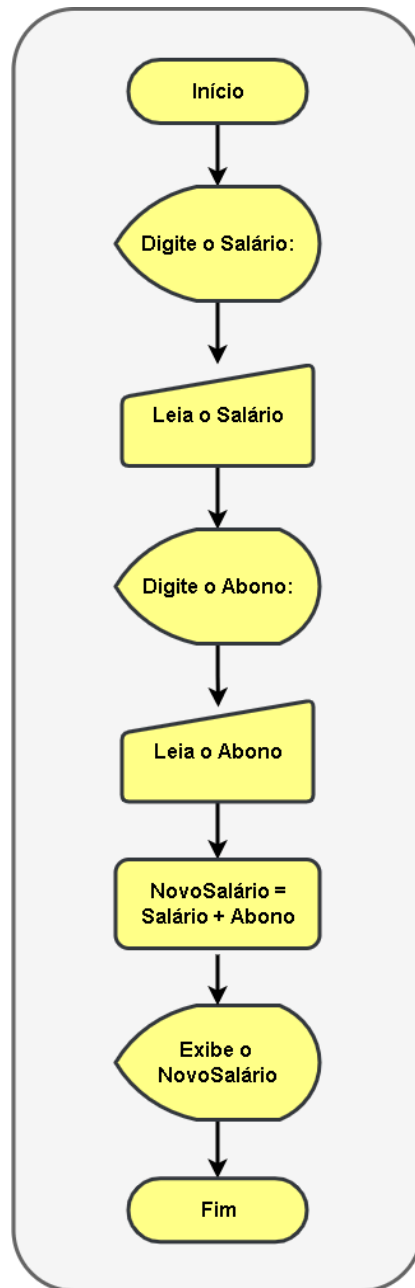 Início
Digite o Salário:
Leia o Salário
Digite o Abono:
Leia o Abono
NovoSalário =
Salário + Abono
Exibe o
NovoSalário
Fim